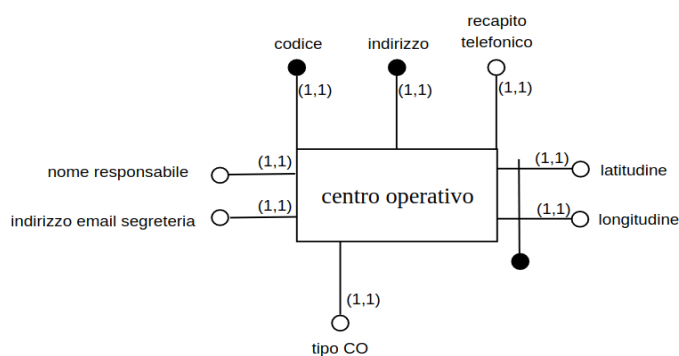 recapito
codice indirizzo telefonico
(1,1) (1,1) (1,1)
(1,1) (1,1)
nome responsabile latitudine
centro operativo
(1,1) (1,1)
indirizzo email segreteria longitudine
(1,1)
tipo CO